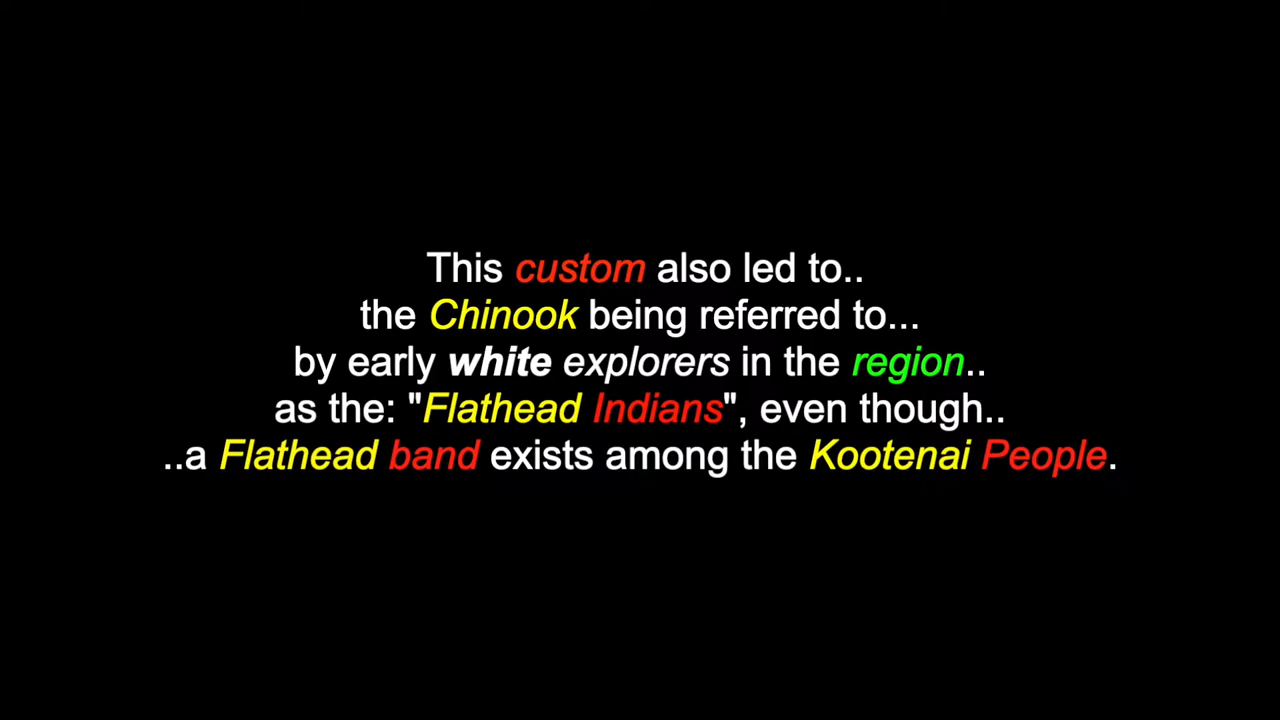 This custom also led to..
the Chinook being referred to...
by early white explorers in the region..
as the: "Flathead Indians", even though..
..a Flathead band exists among the Kootenai People.